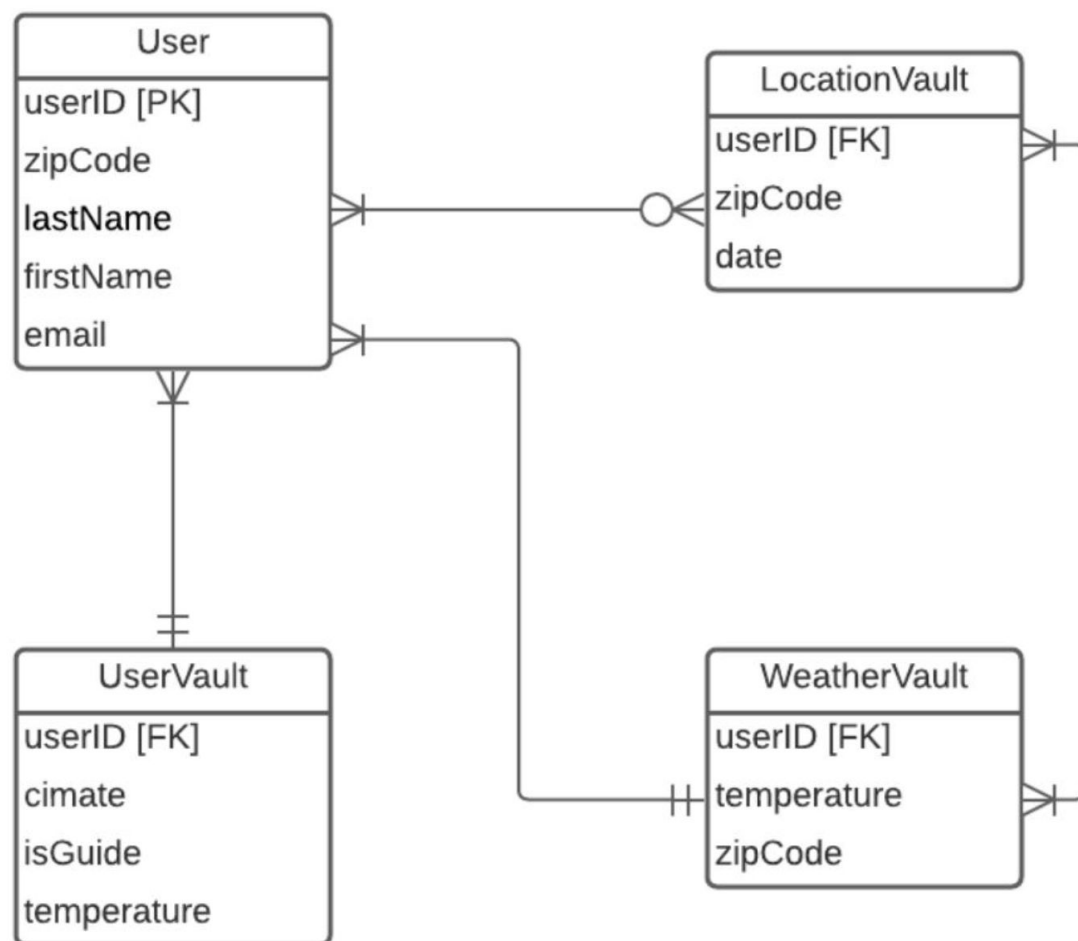 User
userID [PK]
zipCode
lastName
firstName
email
LocationVault
userID [FK]
zipCode
date
UserVault
userID [FK]
cimate
isGuide
temperature
WeatherVault
userID [FK]
temperature
zipCode